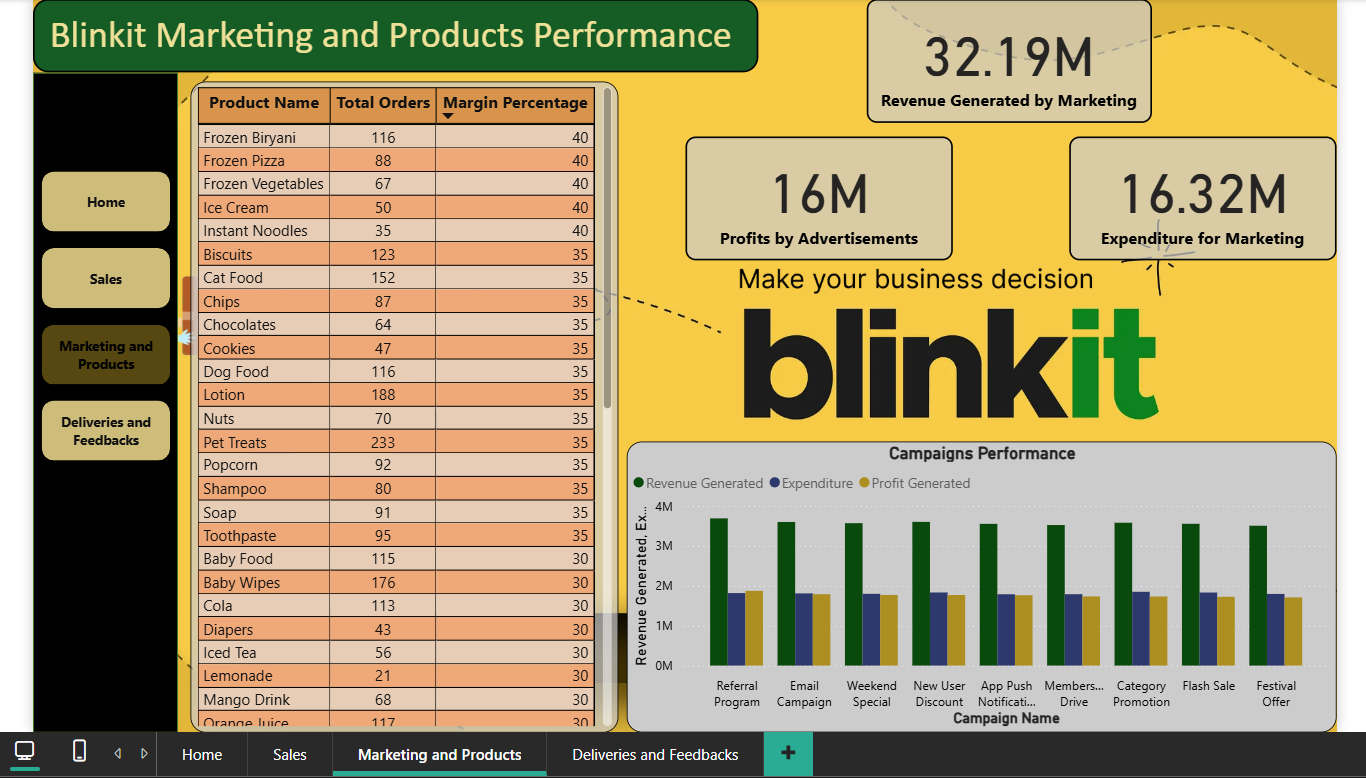 Blinkit Marketing and Products Performance
32.19M
Revenue Generated by Marketing
16M
Profits by Advertisements
16.32M
Expenditure for Marketing
Home
Sales
Marketing and
Products
Deliveries and
Feedbacks
Product Name Total Orders Margin Percentage
Frozen Biryani 116 40
Frozen Pizza 88 40
Frozen Vegetables 67 40
Ice Cream 50 40
Instant Noodles 35 40
Biscuits 123 35
Cat Food 152 35
Chips 87 35
Chocolates 64 35
Cookies 47 35
Dog Food 116 35
Lotion 188 35
Nuts 70 35
Pet Treats 233 35
Popcorn 92 35
Shampoo 80 35
Soap 91 35
Toothpaste 95 35
Baby Food 115 30
Baby Wipes 176 30
Cola 113 30
Diapers 43 30
Iced Tea 56 30
Lemonade 21 30
Mango Drink 68 30
Orange Juice 117 30
Make your business decision
blinkit
Campaigns Performance
Revenue Generated Expenditure Profit Generated
Revenue Generated, Ex...
4M
3M
2M
1M
0M
Referral
Program
Email
Campaign
Weekend
Special
New User
Discount
App Push
Notificati...
Members...
Drive
Category
Promotion
Flash Sale
Festival
Offer
Campaign Name
Home Sales Marketing and Products Deliveries and Feedbacks +